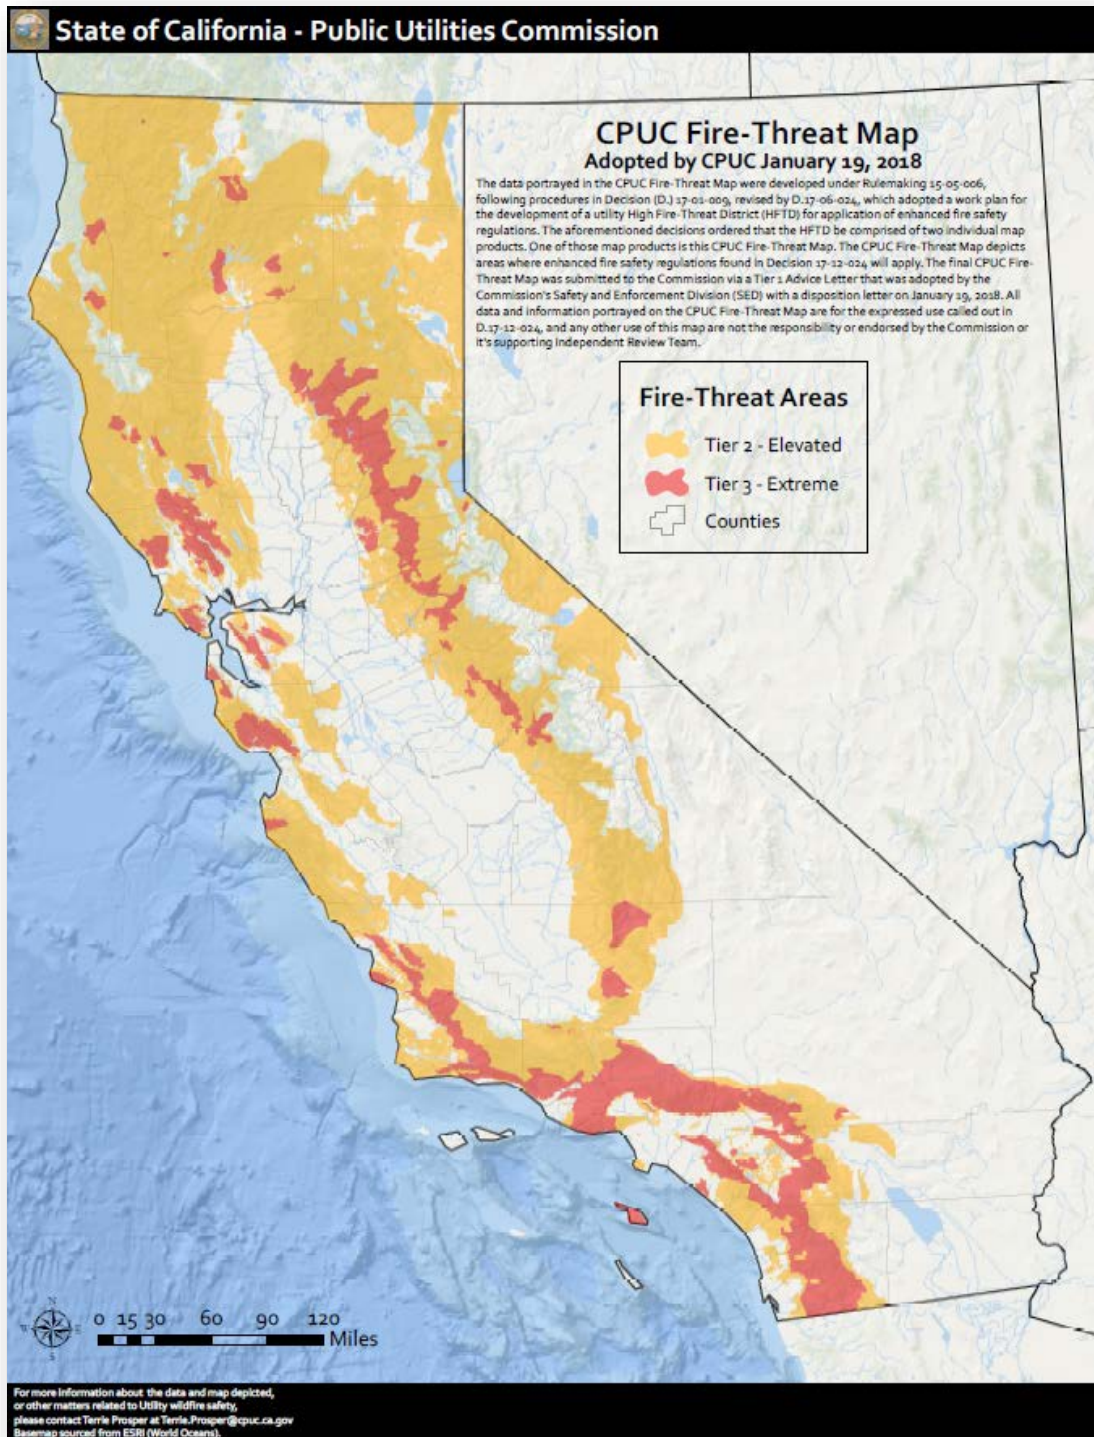 State of California - Public Utilities Commission
CPUC Fire-Threat Map
Adopted by CPUC January 19, 2018
The data portrayed in the CPUC Fire-Threat Map were developed under Rulemaking 15-05-006,
following procedures in Decision (D.) 17-01-009, revised by D.17-06-024, which adopted a work plan for
the development of a utility High Fire-Threat District (HFTD) for application of enhanced fire safety
regulations. The aforementioned decisions ordered that the HFTD be comprised of two individual map
products. One of those map products is this CPUC Fire-Threat Map. The CPUC Fire-Threat Map depicts
areas where enhanced fire safety regulations found in Decision 17-12-024 will apply. The final CPUC Fire-
Threat Map was submitted to the Commission via a Tier 1 Advice Letter that was adopted by the
Commission's Safety and Enforcement Division (SED) with a disposition letter on January 19, 2018. All
data and information portrayed on the CPUC Fire-Threat Map are for the expressed use called out in
D.17-12-024, and any other use of this map are not the responsibility or endorsed by the Commission or
it's supporting Independent Review Team.
Fire-Threat Areas
Tier 2 - Elevated
Tier 3 - Extreme
Counties
N
W E
S
0 15 30 60 90 120
Miles
For more information about the data and map depicted,
or other matters related to Utility wildfire safety,
please contact Terrie Prosper at Terrie.Prosper@cpuc.ca.gov
Basemap sourced from ESRI (World Oceans).